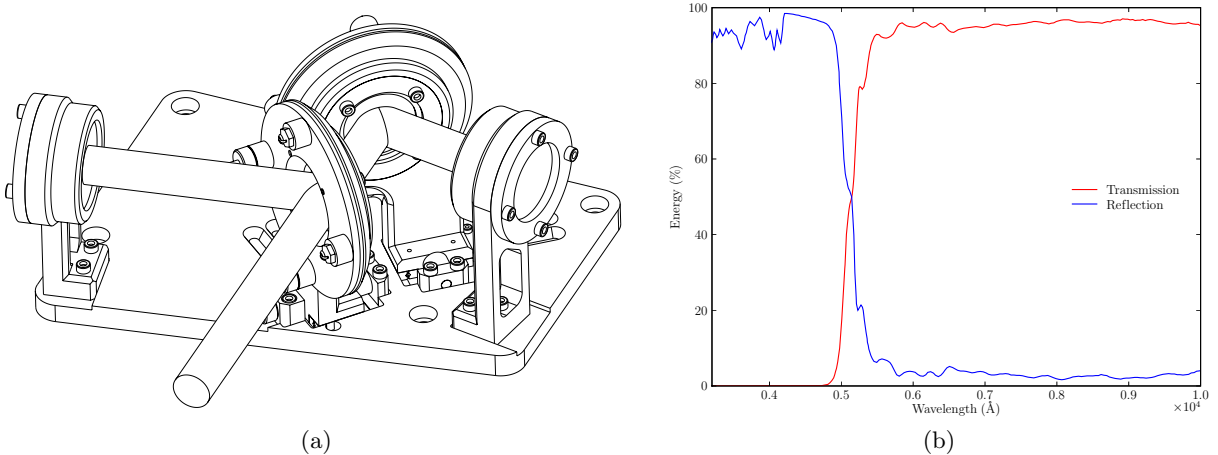 100
80
60
40
20
0
Energy (%)
Transmission
Reflection
0.4
0.5
0.6
0.7
0.8
0.9
1.0
×10⁴
Wavelength (Å)
(a)
(b)